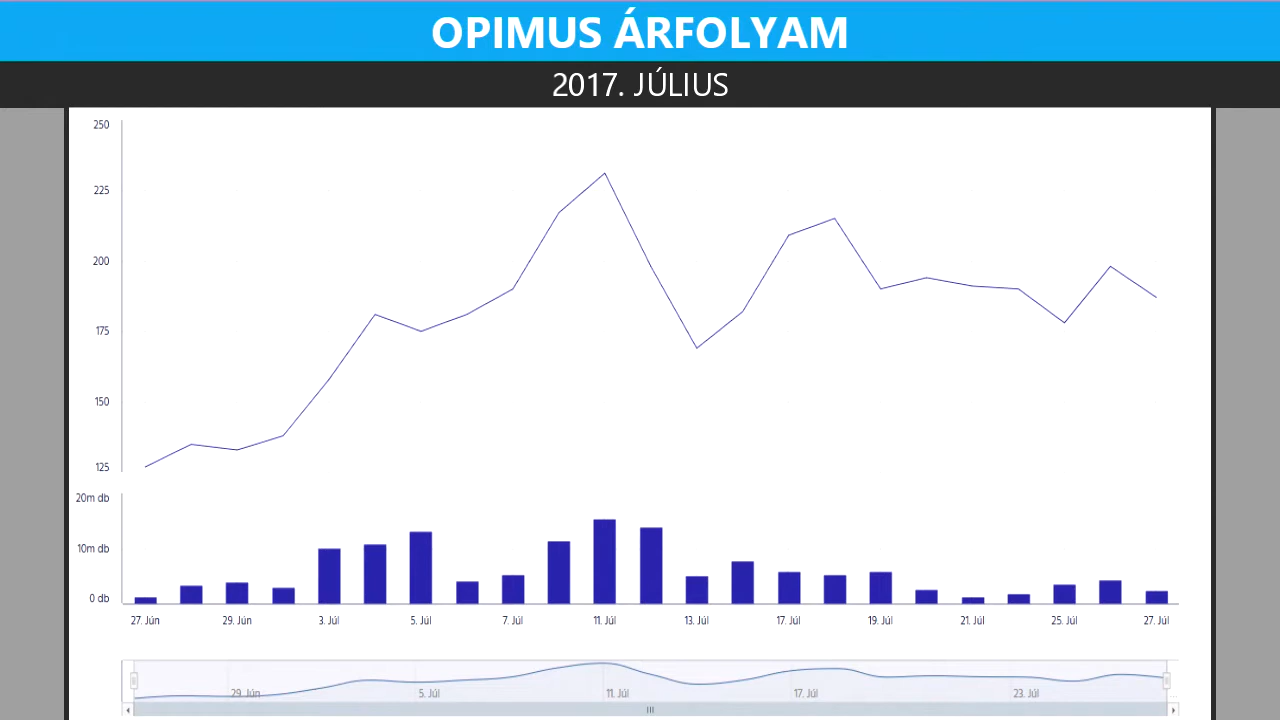 OPIMUS ÁRFOLYAM
2017. JÚLIUS
250
225
200
175
150
125
20m db
10m db
0 db
27. Jún 29. Jún 3. Júl 5. Júl 7. Júl 11. Júl 13. Júl 17. Júl 19. Júl 21. Júl 25. Júl 27. Júl
29. Jún 5. Júl 11. Júl 17. Júl 23. Júl ...